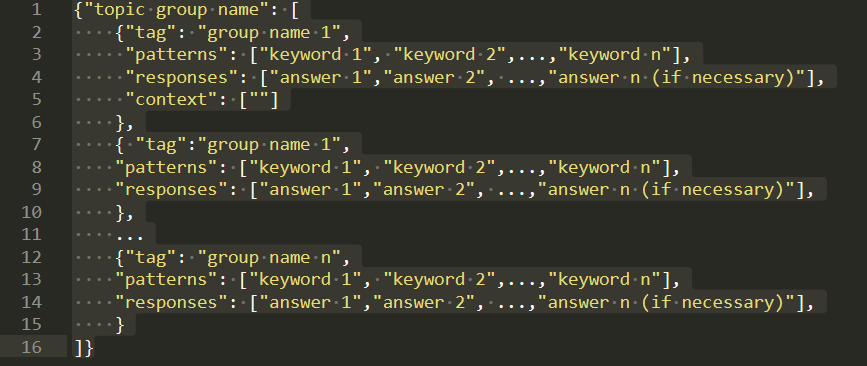 1 {"topic group name": [
2 {"tag": "group name 1",
3 "patterns": ["keyword 1", "keyword 2",...,"keyword n"],
4 "responses": ["answer 1","answer 2", ...,"answer n (if necessary)"],
5 "context": [""]
6 },
7 { "tag":"group name 1",
8 "patterns": ["keyword 1", "keyword 2",...,"keyword n"],
9 "responses": ["answer 1","answer 2", ...,"answer n (if necessary)"],
10 },
11 ...
12 {"tag": "group name n",
13 "patterns": ["keyword 1", "keyword 2",...,"keyword n"],
14 "responses": ["answer 1","answer 2", ...,"answer n (if necessary)"],
15 }
16 ]}